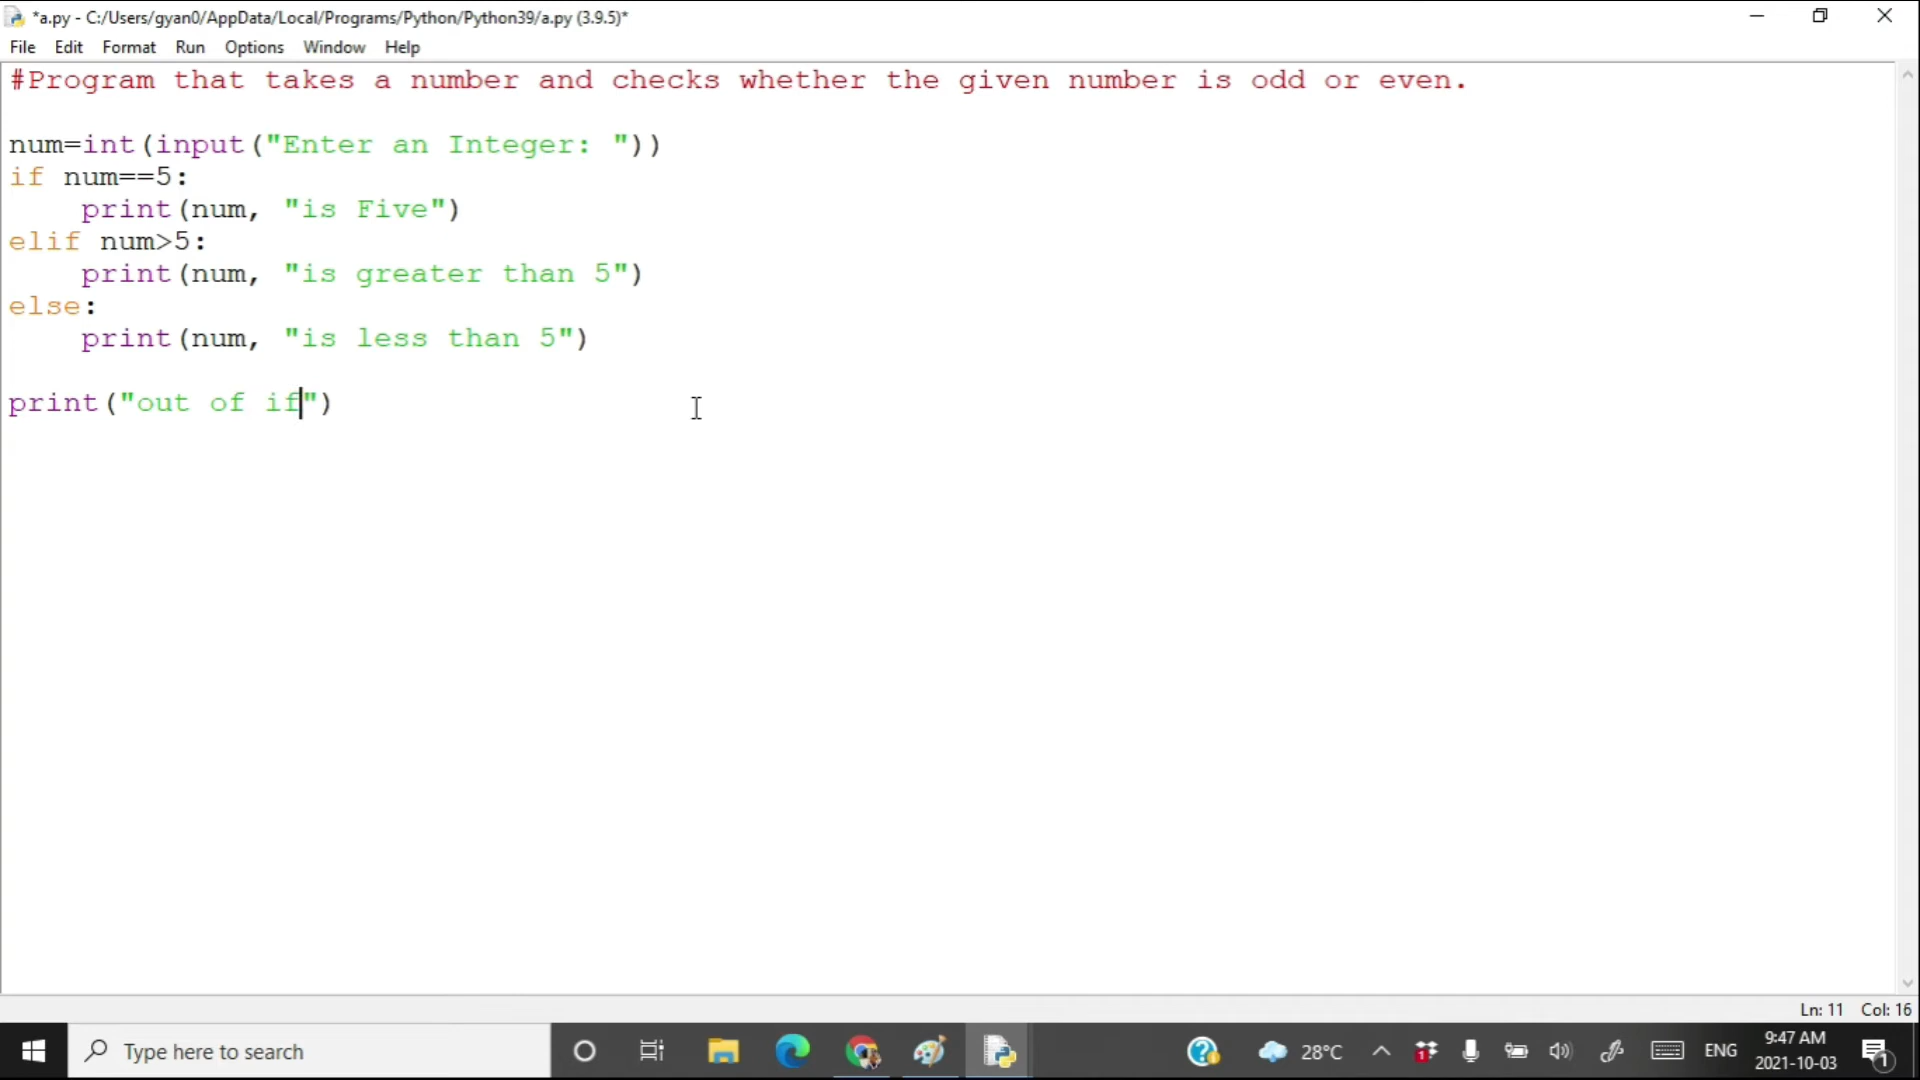 *a.py - C:/Users/gyan0/AppData/Local/Programs/Python/Python39/a.py (3.9.5)*
File Edit Format Run Options Window Help
#Program that takes a number and checks whether the given number is odd or even.
num=int(input("Enter an Integer: "))
if num==5:
    print(num, "is Five")
elif num>5:
    print(num, "is greater than 5")
else:
    print(num, "is less than 5")
print("out of if")
Ln: 11 Col: 16
Type here to search
1
28°C
ENG
9:47 AM
2021-10-03
1